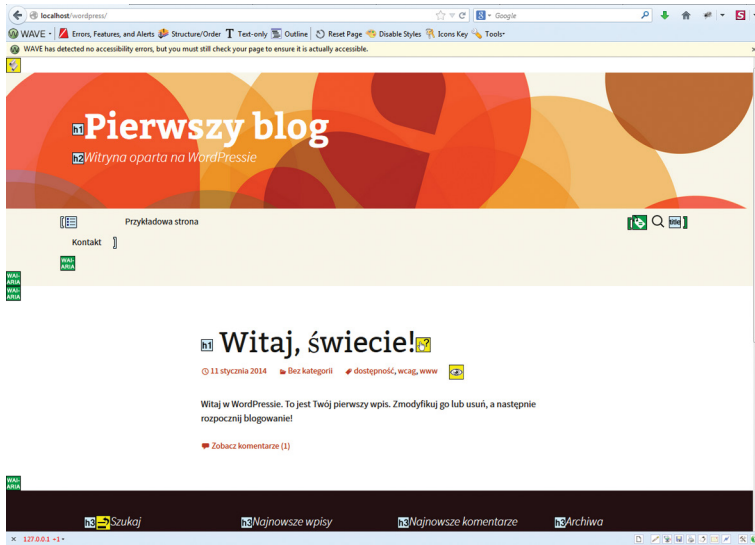 localhost/wordpress/
Google
S
WAVE Errors, Features, and Alerts Structure/Order T Text-only Outline Reset Page Disable Styles Icons Key Tools
WAVE has detected no accessibility errors, but you must still check your page to ensure it is actually accessible.
h1 Pierwszy blog
h2 Witryna oparta na WordPressie
Przykładowa strona
title
Kontakt
WAI-ARIA
WAI-ARIA
WAI-ARIA
h1 Witaj, świecie!
11 stycznia 2014 Bez kategorii dostępność, wcag, www
Witaj w WordPressie. To jest Twój pierwszy wpis. Zmodyfikuj go lub usuń, a następnie
rozpocznij blogowanie!
Zobacz komentarze (1)
WAI-ARIA
h3 Szukaj h3 Najnowsze wpisy h3 Najnowsze komentarze h3 Archiwa
× 127.0.0.1